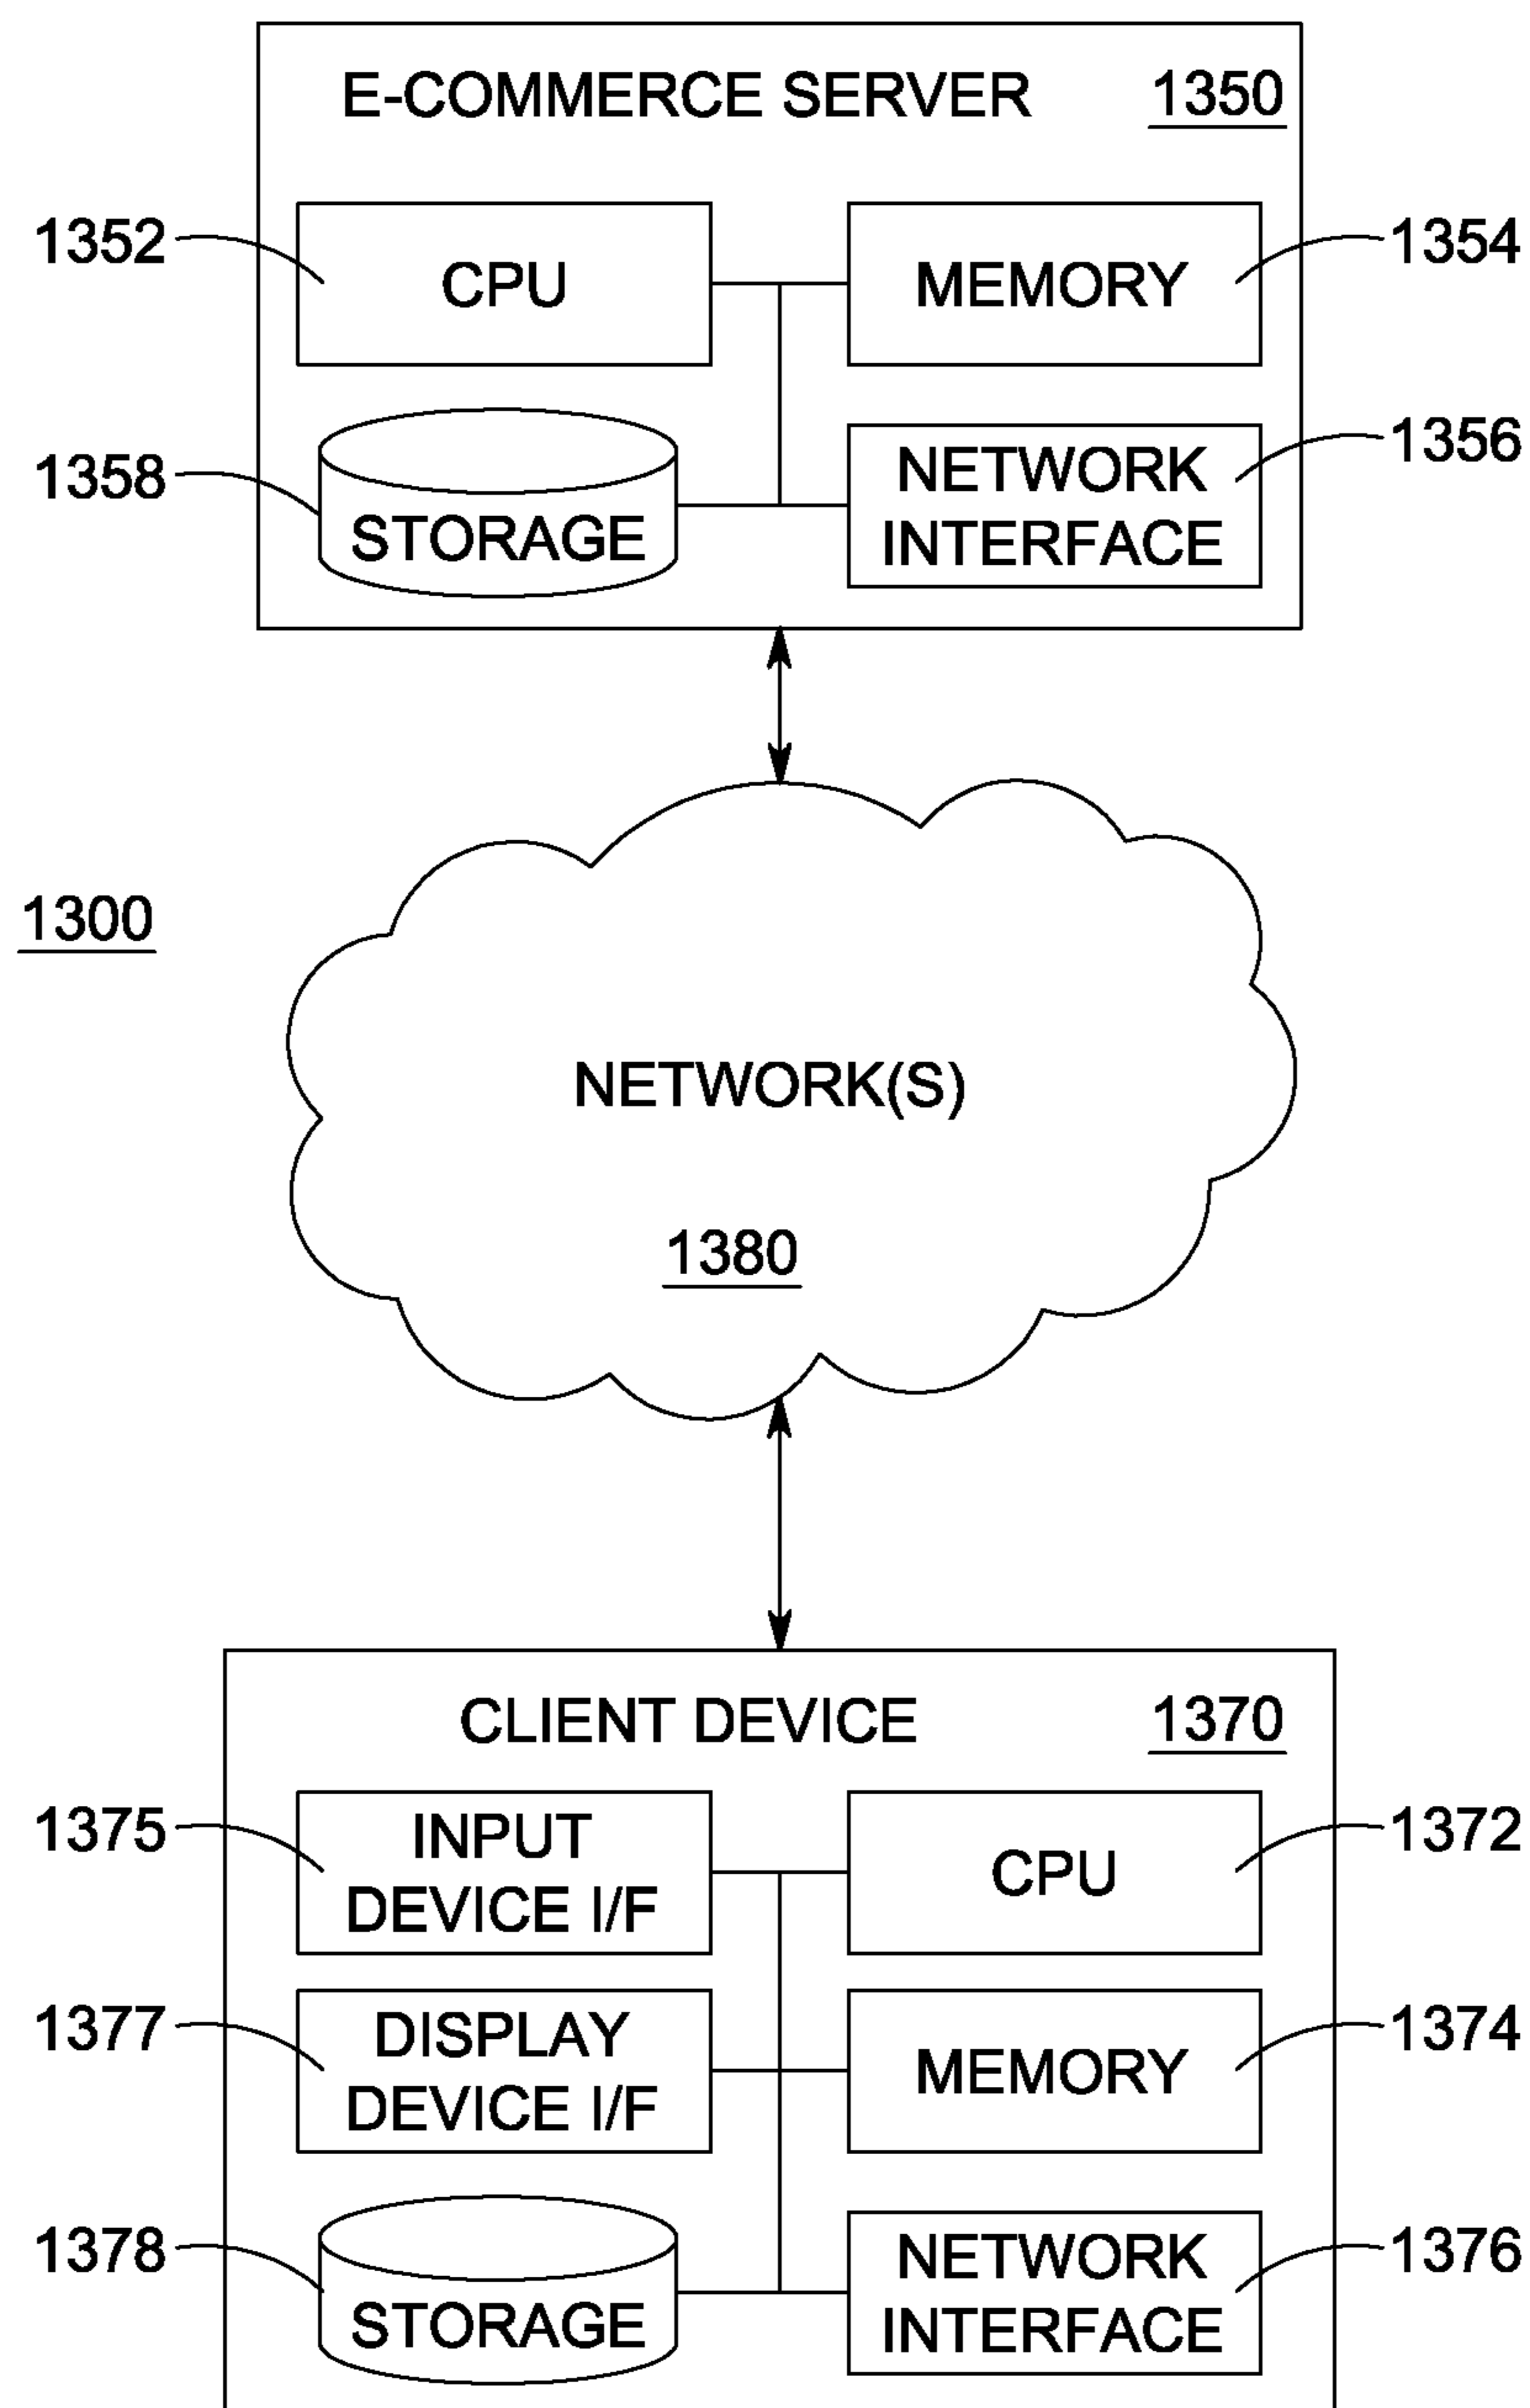 E-COMMERCE SERVER 1350
1352
CPU
MEMORY
1354
1358
STORAGE
NETWORK
INTERFACE
1356
1300
NETWORK(S)
1380
CLIENT DEVICE 1370
1375
INPUT
DEVICE I/F
CPU
1372
1377
DISPLAY
DEVICE I/F
MEMORY
1374
1378
STORAGE
NETWORK
INTERFACE
1376